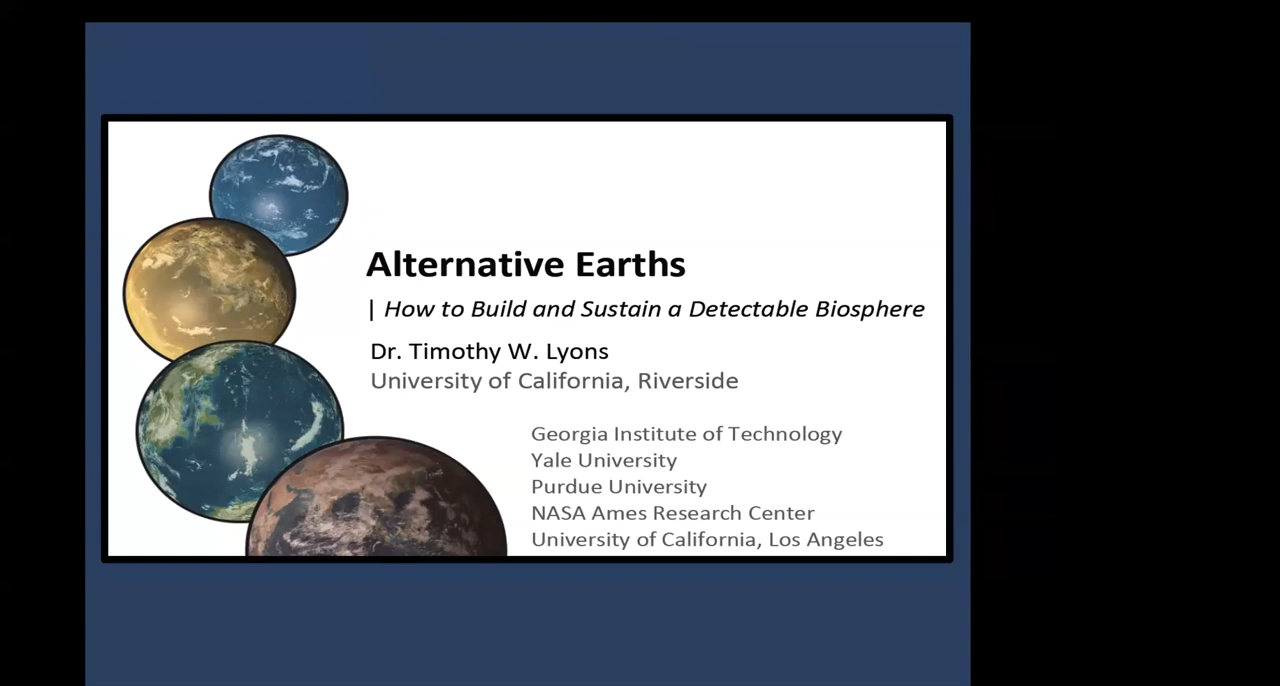 Alternative Earths
| How to Build and Sustain a Detectable Biosphere
Dr. Timothy W. Lyons
University of California, Riverside
Georgia Institute of Technology
Yale University
Purdue University
NASA Ames Research Center
University of California, Los Angeles